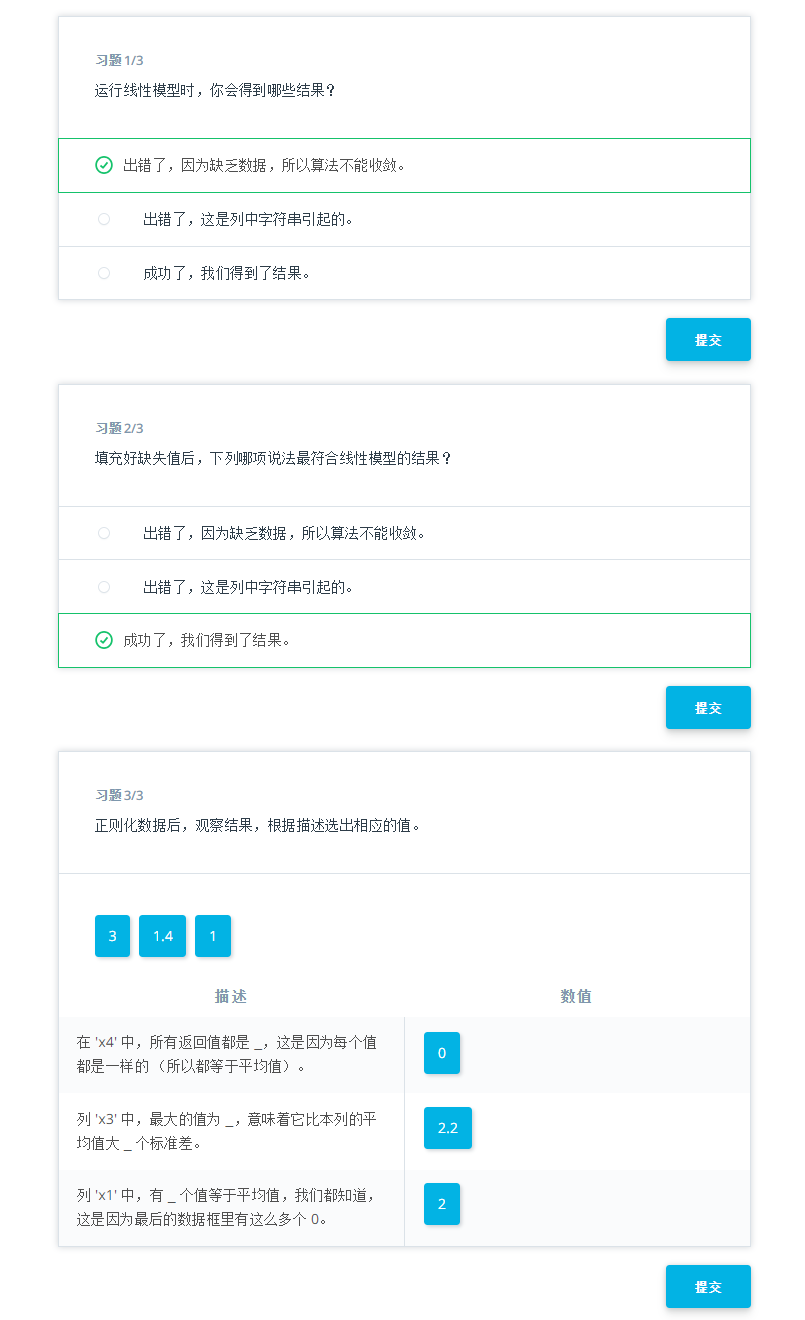 习题 1/3
运行线性模型时，你会得到哪些结果？
出错了，因为缺乏数据，所以算法不能收敛。
出错了，这是列中字符串引起的。
成功了，我们得到了结果。
提交
习题 2/3
填充好缺失值后，下列哪项说法最符合线性模型的结果？
出错了，因为缺乏数据，所以算法不能收敛。
出错了，这是列中字符串引起的。
成功了，我们得到了结果。
提交
习题 3/3
正则化数据后，观察结果，根据描述选出相应的值。
3 1.4 1
描述 数值
在 'x4' 中，所有返回值都是 _，这是因为每个值
都是一样的 （所以都等于平均值）。
0
列 'x3' 中，最大的值为 _，意味着它比本列的平
均值大 _ 个标准差。
2.2
列 'x1' 中，有 _ 个值等于平均值，我们都知道，
这是因为最后的数据框里有这么多个 0。
2
提交